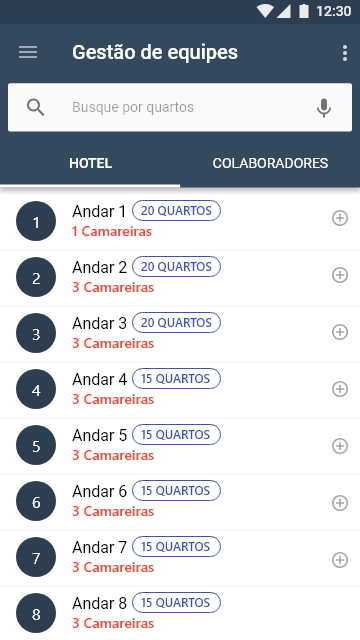 12:30
Gestão de equipes
Busque por quartos
HOTEL COLABORADORES
1 Andar 1 20 QUARTOS
1 Camareiras
2 Andar 2 20 QUARTOS
3 Camareiras
3 Andar 3 20 QUARTOS
3 Camareiras
4 Andar 4 15 QUARTOS
3 Camareiras
5 Andar 5 15 QUARTOS
3 Camareiras
6 Andar 6 15 QUARTOS
3 Camareiras
7 Andar 7 15 QUARTOS
3 Camareiras
8 Andar 8 15 QUARTOS
3 Camareiras